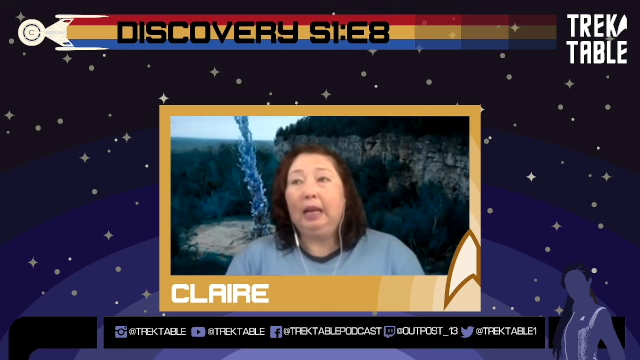 DISCOVERY S1:E8
TREK
TABLE
CLAIRE
@TREKTABLE @TREKTABLE @TREKTABLEPODCAST @OUTPOST_13 @TREKTABLE1